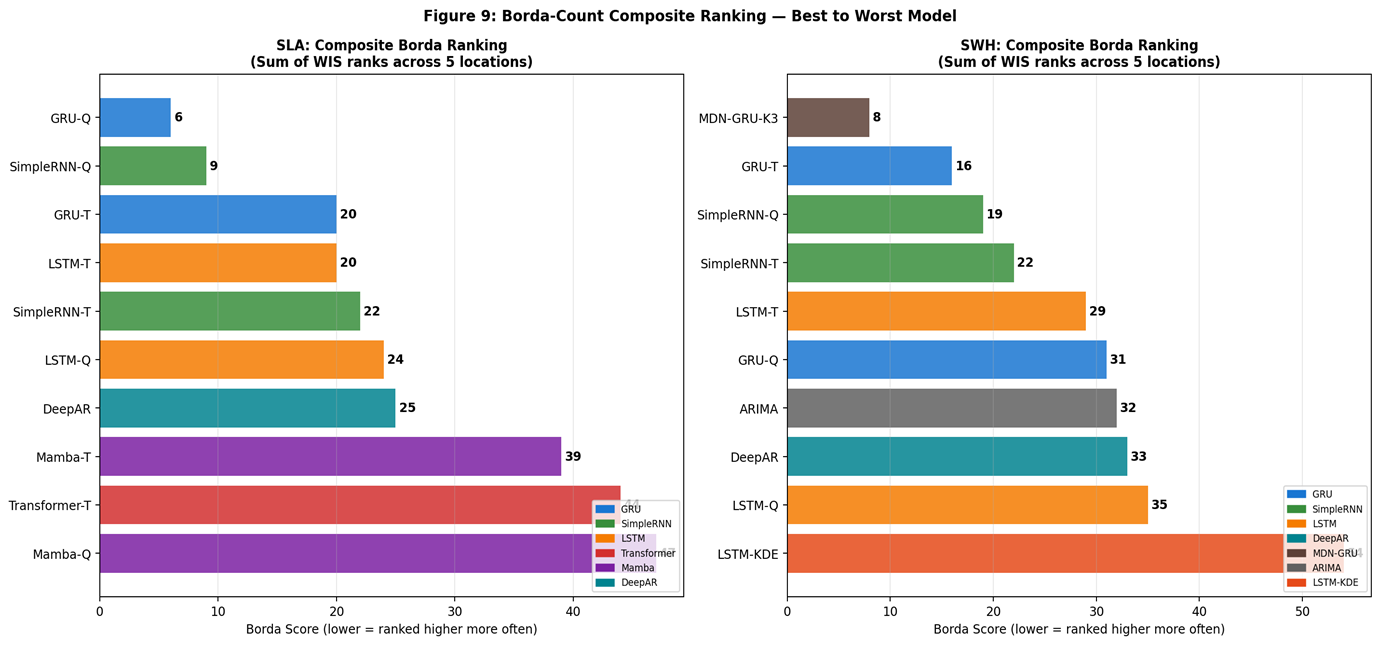 Figure 9: Borda-Count Composite Ranking — Best to Worst Model
SLA: Composite Borda Ranking
(Sum of WIS ranks across 5 locations)
GRU-Q 6
SimpleRNN-Q 9
GRU-T 20
LSTM-T 20
SimpleRNN-T 22
LSTM-Q 24
DeepAR 25
Mamba-T 39
Transformer-T 44
Mamba-Q
GRU
SimpleRNN
LSTM
Transformer
Mamba
DeepAR
0 10 20 30 40
Borda Score (lower = ranked higher more often)
SWH: Composite Borda Ranking
(Sum of WIS ranks across 5 locations)
MDN-GRU-K3 8
GRU-T 16
SimpleRNN-Q 19
SimpleRNN-T 22
LSTM-T 29
GRU-Q 31
ARIMA 32
DeepAR 33
LSTM-Q 35
LSTM-KDE
GRU
SimpleRNN
LSTM
DeepAR
MDN-GRU
ARIMA
LSTM-KDE
0 10 20 30 40 50
Borda Score (lower = ranked higher more often)